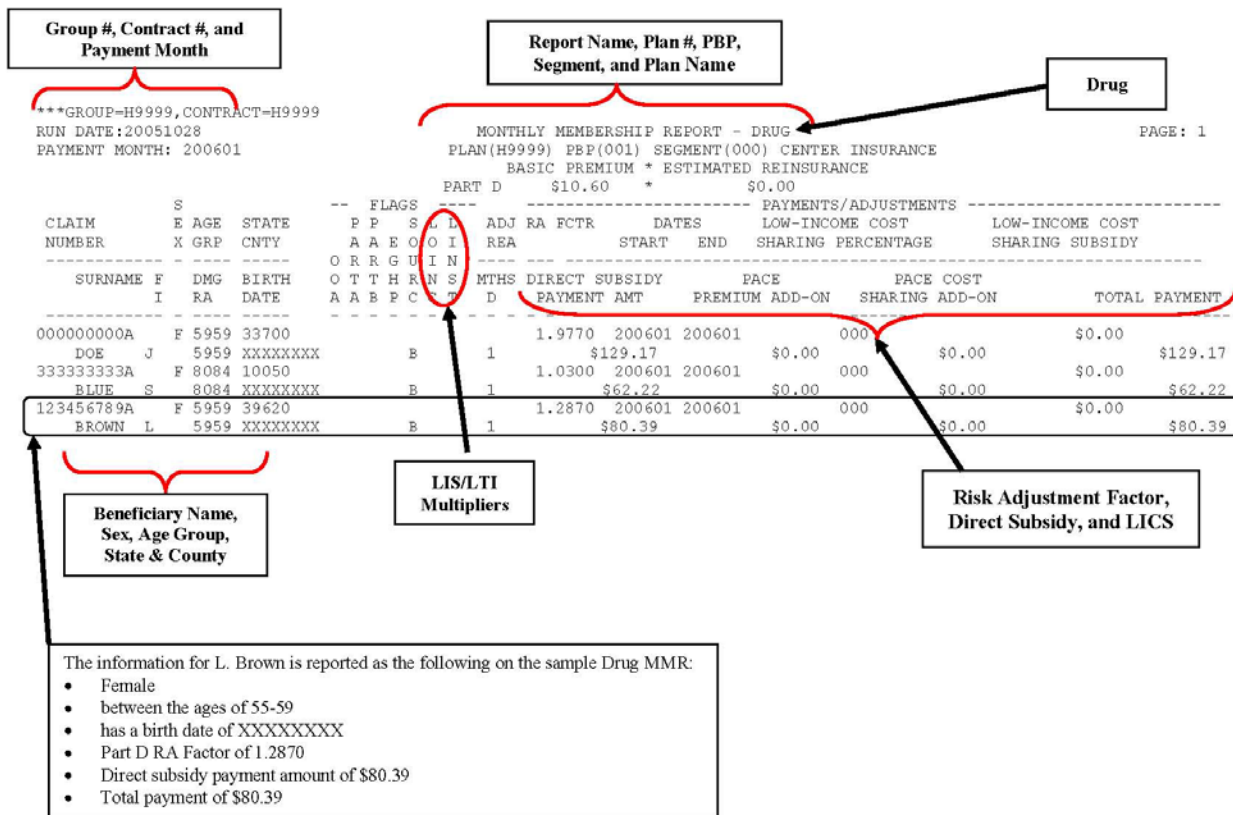 Group #, Contract #, and
Payment Month
Report Name, Plan #, PBP,
Segment, and Plan Name
Drug
***GROUP=H9999,CONTRACT=H9999
RUN DATE:20051028 MONTHLY MEMBERSHIP REPORT - DRUG PAGE: 1
PAYMENT MONTH: 200601 PLAN(H9999) PBP(001) SEGMENT(000) CENTER INSURANCE
BASIC PREMIUM * ESTIMATED REINSURANCE
PART D $10.60 * $0.00
S -- FLAGS ---- --------------------- PAYMENTS/ADJUSTMENTS -----------------------
CLAIM E AGE STATE P P S L L ADJ RA FCTR DATES LOW-INCOME COST LOW-INCOME COST
NUMBER X GRP CNTY A A E O O I REA START END SHARING PERCENTAGE SHARING SUBSIDY
O R R G U I N
SURNAME F DMG BIRTH O T T H R N S MTHS DIRECT SUBSIDY PACE PACE COST
I RA DATE A A B P C C T D PAYMENT AMT PREMIUM ADD-ON SHARING ADD-ON TOTAL PAYMENT
000000000A F 5959 33700 1.9770 200601 200601 000 $0.00
DOE J 5959 XXXXXXXX B 1 $129.17 $0.00 $0.00 $129.17
333333333A F 8084 10050 1.0300 200601 200601 000 $0.00
BLUE S 8084 XXXXXXXX B 1 $62.22 $0.00 $0.00 $62.22
123456789A F 5959 39620 1.2870 200601 200601 000 $0.00
BROWN L 5959 XXXXXXXX B 1 $80.39 $0.00 $0.00 $80.39
Beneficiary Name,
Sex, Age Group,
State & County
LIS/LTI
Multipliers
Risk Adjustment Factor,
Direct Subsidy, and LICS
The information for L. Brown is reported as the following on the sample Drug MMR:
• Female
• between the ages of 55-59
• has a birth date of XXXXXXXX
• Part D RA Factor of 1.2870
• Direct subsidy payment amount of $80.39
• Total payment of $80.39